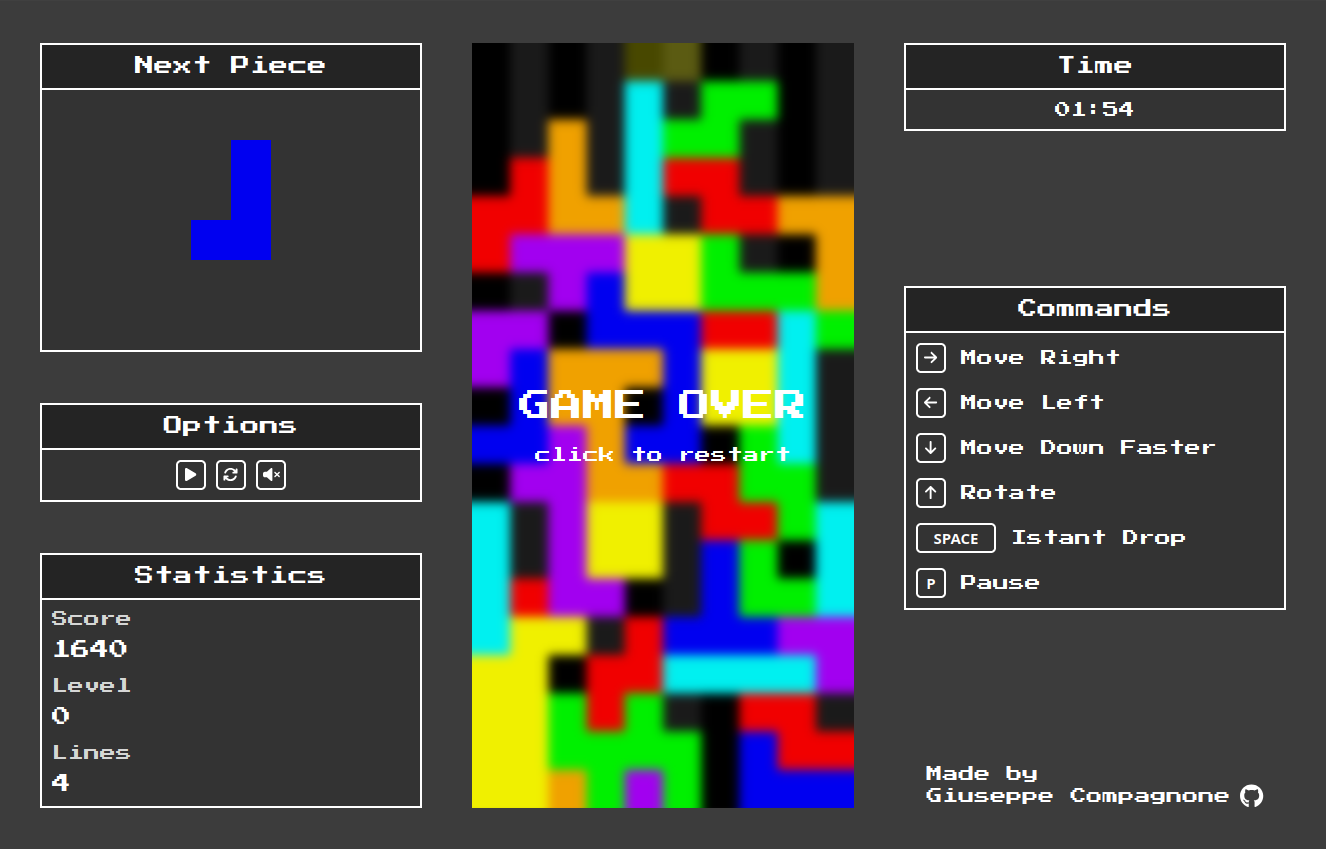 Next Piece
Options
Statistics
Score
1640
Level
0
Lines
4
GAME OVER
click to restart
Time
01:54
Commands
Move Right
Move Left
Move Down Faster
Rotate
SPACE Istant Drop
P Pause
Made by
Giuseppe Compagnone